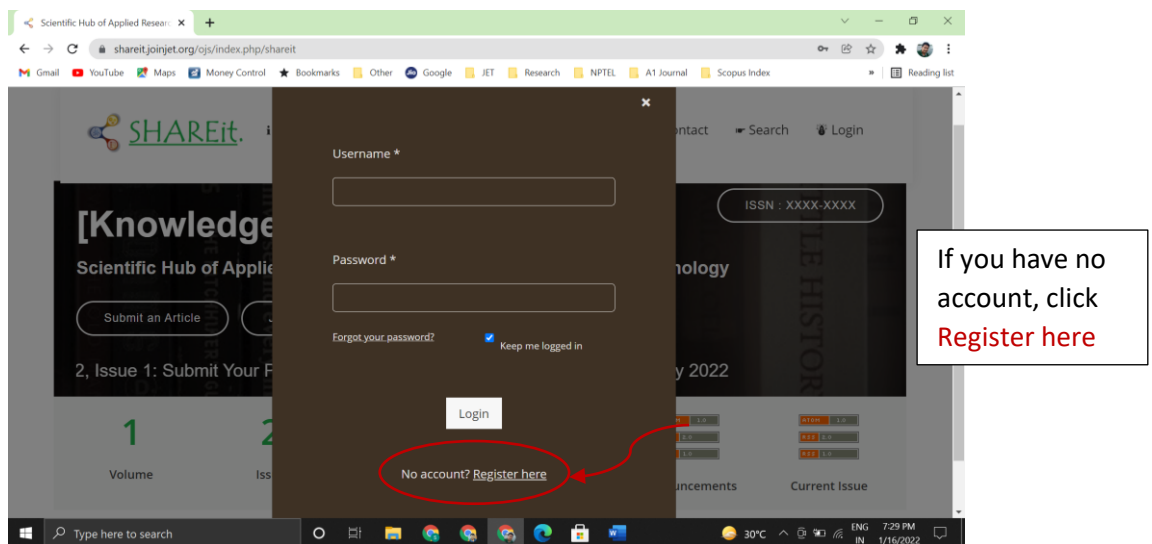 Scientific Hub of Applied Researc
shareit.joinjet.org/ojs/index.php/shareit
Gmail YouTube Maps Money Control Bookmarks Other Google JET Research NPTEL A1 Journal Scopus Index » Reading list
SHAREit. Contact Search Login
Username *
ISSN : XXXX-XXXX
[Knowledge
Scientific Hub of Applie nology
Password *
Submit an Article
Forgot your password? Keep me logged in
2, Issue 1: Submit Your y 2022
Login
1 2
Volume Iss uncements Current Issue
No account? Register here
If you have no
account, click
Register here
Type here to search 30°C ENG 7:29 PM
IN 1/16/2022